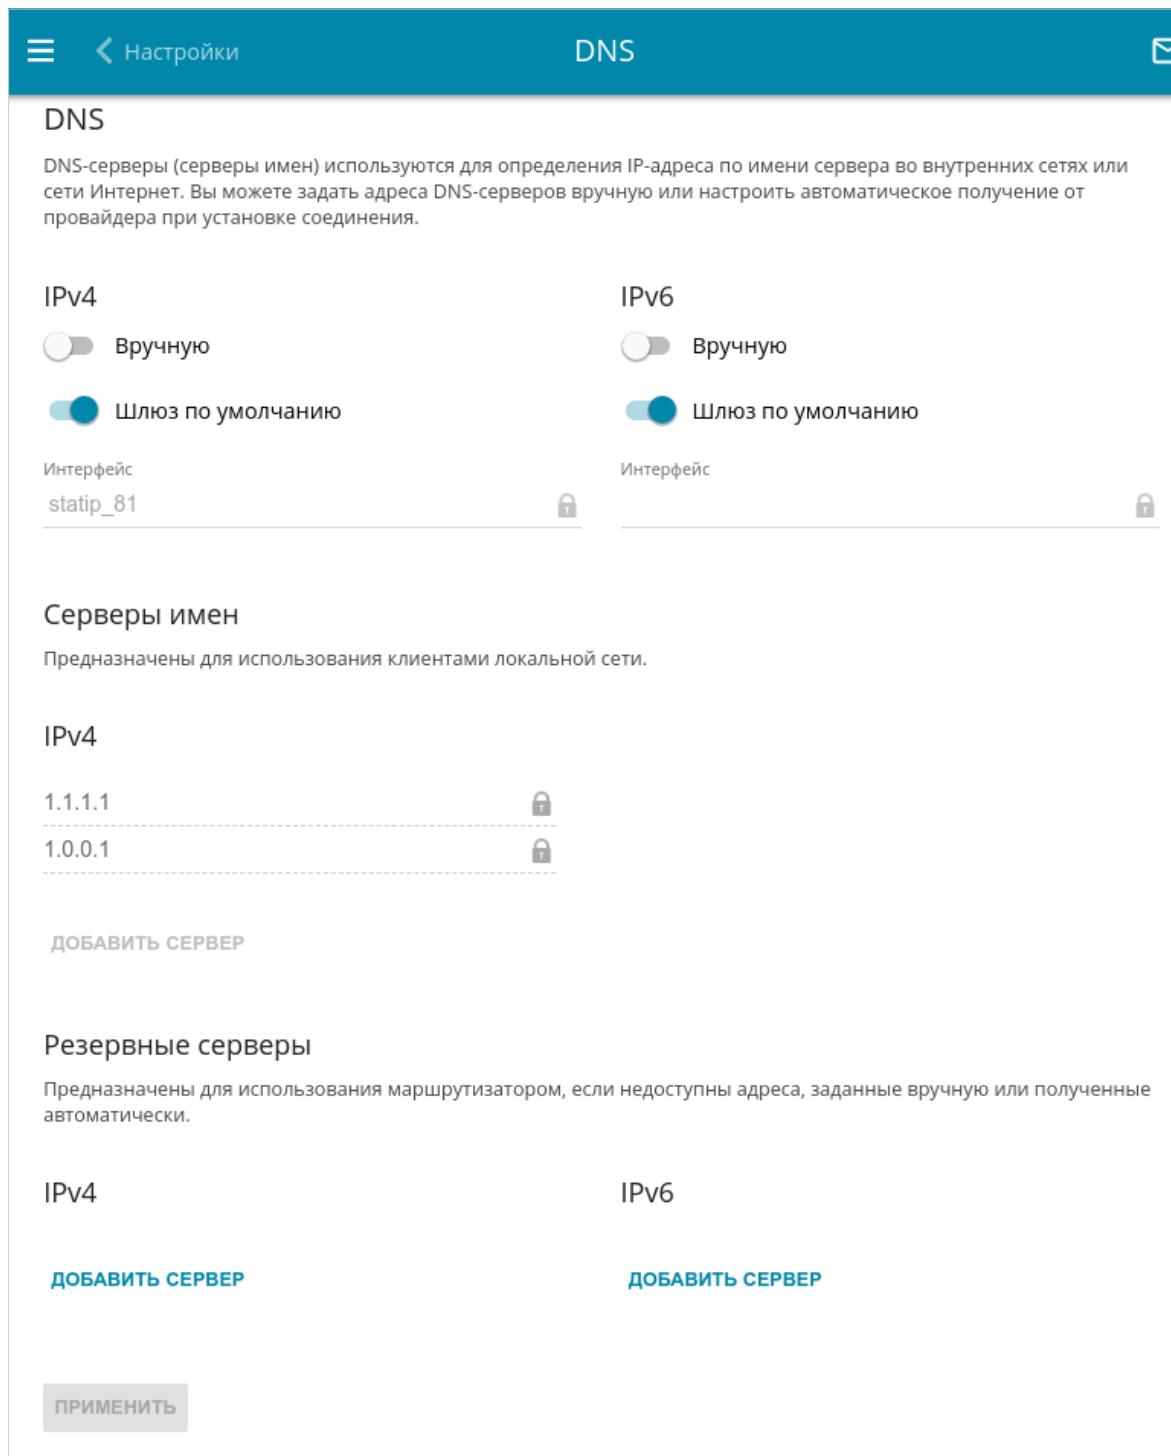 Настройки
DNS
DNS
DNS-серверы (серверы имен) используются для определения IP-адреса по имени сервера во внутренних сетях или
сети Интернет. Вы можете задать адреса DNS-серверов вручную или настроить автоматическое получение от
провайдера при установке соединения.
IPv4
Вручную
Шлюз по умолчанию
Интерфейс
statip_81
IPv6
Вручную
Шлюз по умолчанию
Интерфейс
Серверы имен
Предназначены для использования клиентами локальной сети.
IPv4
1.1.1.1
1.0.0.1
ДОБАВИТЬ СЕРВЕР
Резервные серверы
Предназначены для использования маршрутизатором, если недоступны адреса, заданные вручную или полученные
автоматически.
IPv4
ДОБАВИТЬ СЕРВЕР
IPv6
ДОБАВИТЬ СЕРВЕР
ПРИМЕНИТЬ